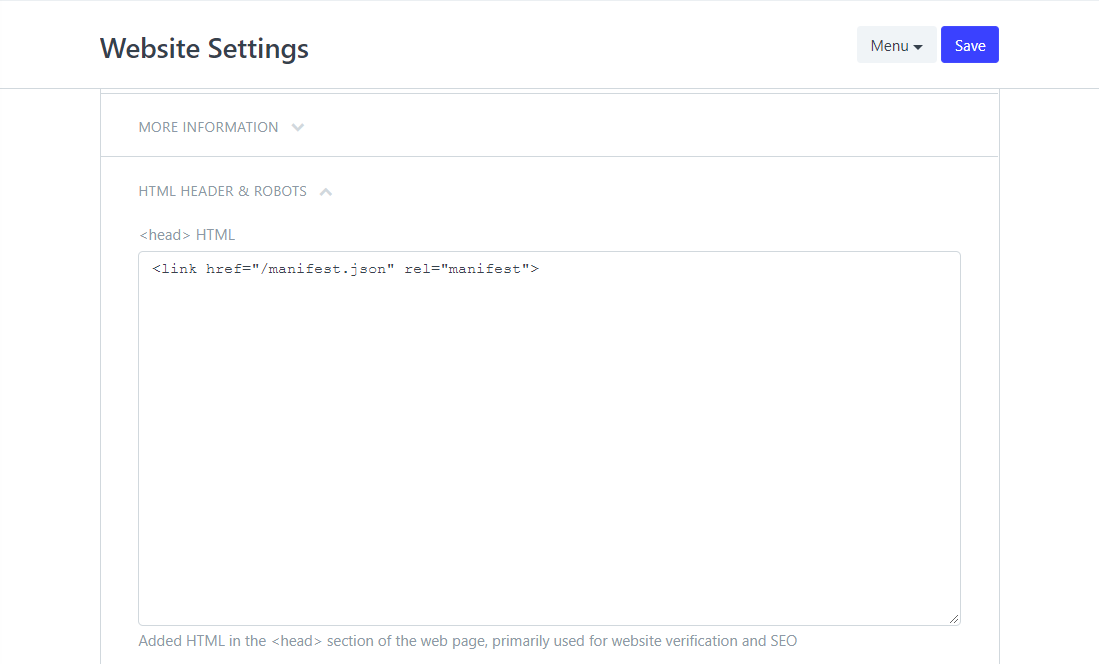 Website Settings
Menu
Save
MORE INFORMATION
HTML HEADER & ROBOTS
<head> HTML
<link href="/manifest.json" rel="manifest">
Added HTML in the <head> section of the web page, primarily used for website verification and SEO